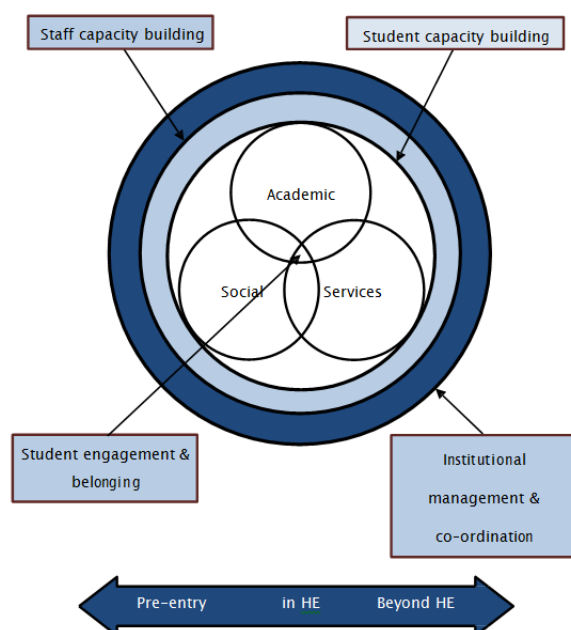 Staff capacity building
Student capacity building
Academic
Social
Services
Student engagement &
belonging
Institutional
management &
co-ordination
Pre-entry in HE Beyond HE